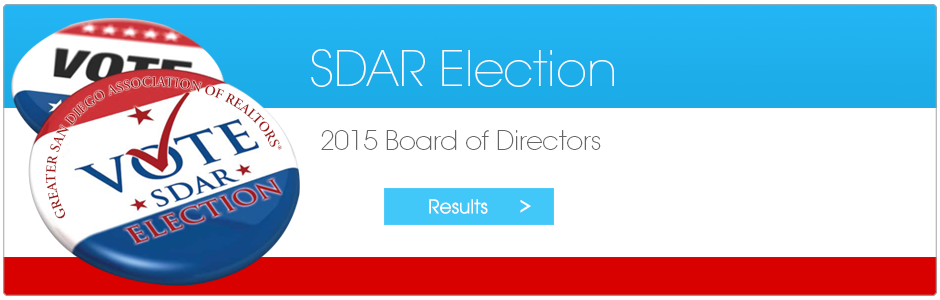 VOTE
GREATER SAN DIEGO ASSOCIATION OF REALTORS®
VOTE
SDAR
ELECTION
SDAR Election
2015 Board of Directors
Results >